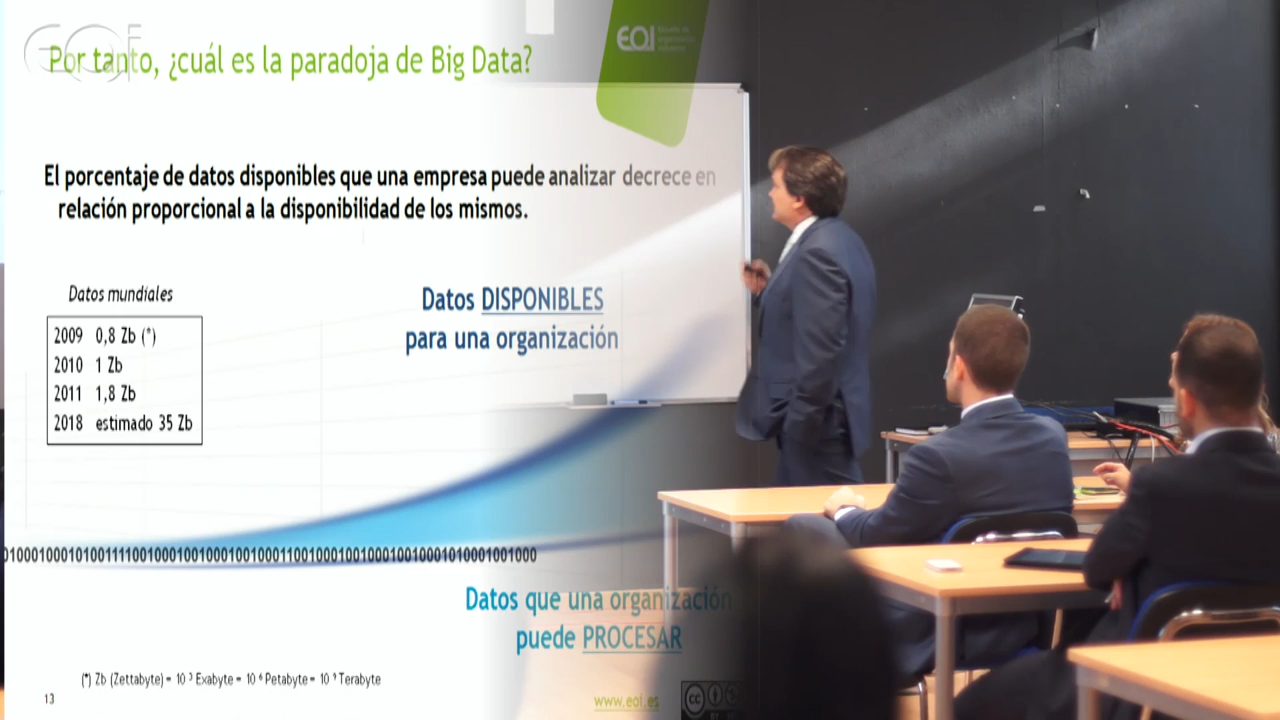 EOI
Por tanto, ¿cuál es la paradoja de Big Data?
EOI
El porcentaje de datos disponibles que una empresa puede analizar decrece en
relación proporcional a la disponibilidad de los mismos.
Datos mundiales
2009 0,8 Zb (*)
2010 1 Zb
2011 1,8 Zb
2018 estimado 35 Zb
Datos DISPONIBLES
para una organización
Datos que una organización
puede PROCESAR
(*) Zb (Zettabyte) = 10 3 Exabyte = 10 6 Petabyte = 10 9 Terabyte
13
www.eoi.es
cc